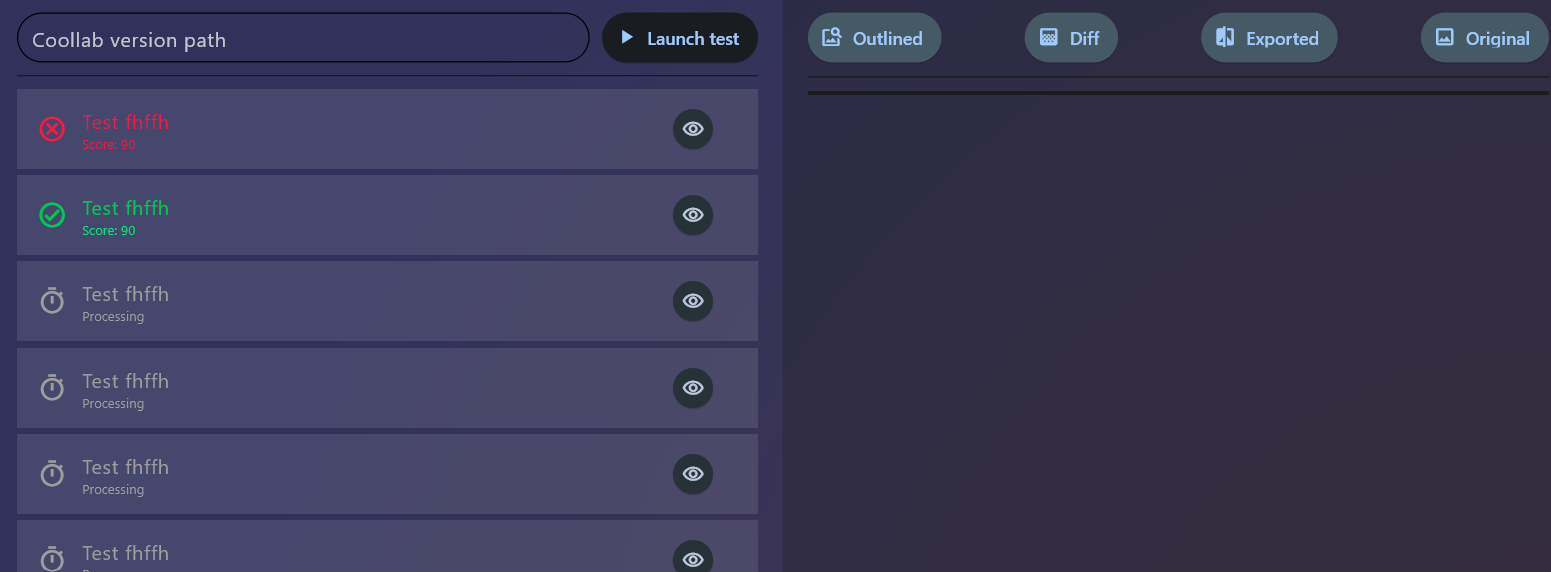 Coollab version path
Launch test
Outlined
Diff
Exported
Original
Test fhffh
Score: 90
Test fhffh
Score: 90
Test fhffh
Processing
Test fhffh
Processing
Test fhffh
Processing
Test fhffh